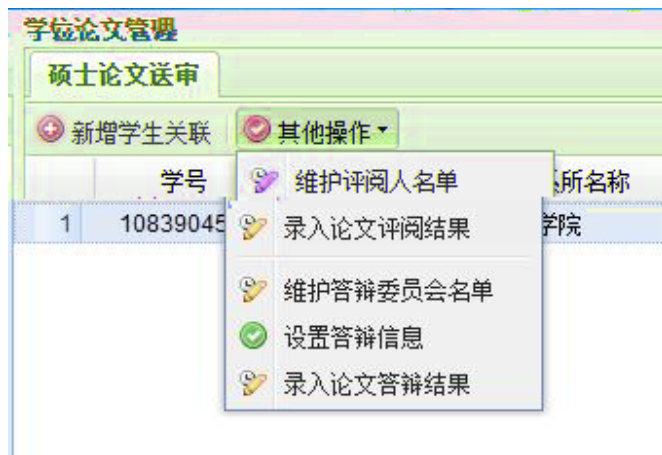 学位论文管理
硕士论文送审
新增学生关联 其他操作
学号 系所名称
维护评阅人名单
1 10839045 学院
录入论文评阅结果
维护答辩委员会名单
设置答辩信息
录入论文答辩结果